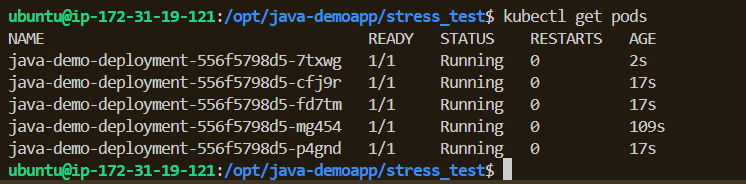 ubuntu@ip-172-31-19-121:/opt/java-demoapp/stress_test$ kubectl get pods
NAME READY STATUS RESTARTS AGE
java-demo-deployment-556f5798d5-7txwg 1/1 Running 0 2s
java-demo-deployment-556f5798d5-cfj9r 1/1 Running 0 17s
java-demo-deployment-556f5798d5-fd7tm 1/1 Running 0 17s
java-demo-deployment-556f5798d5-mg454 1/1 Running 0 109s
java-demo-deployment-556f5798d5-p4gnd 1/1 Running 0 17s
ubuntu@ip-172-31-19-121:/opt/java-demoapp/stress_test$